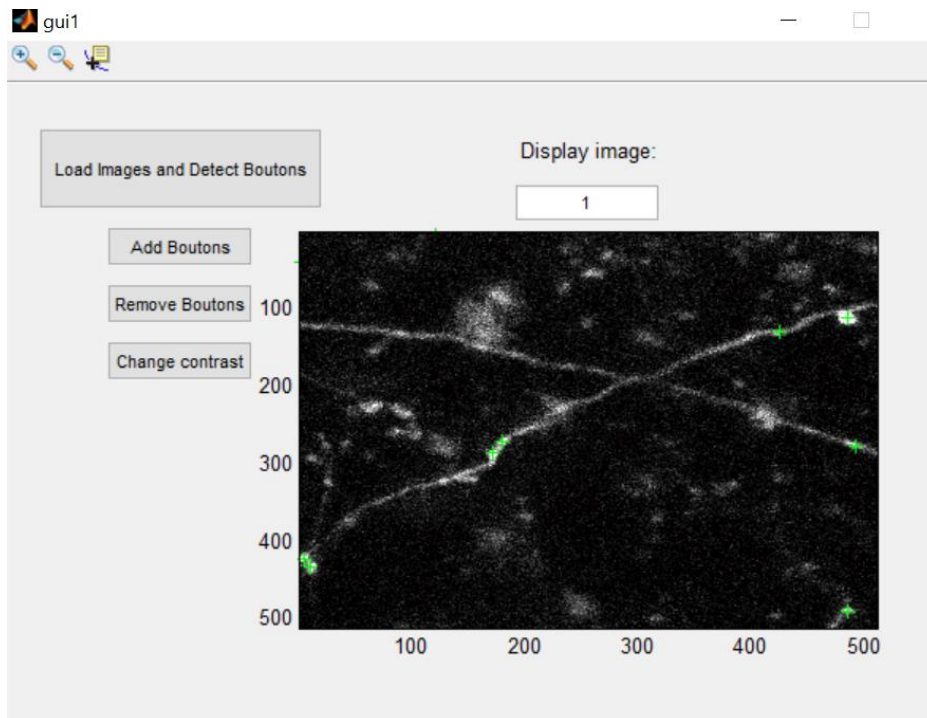 gui1
Load Images and Detect Boutons
Display image:
1
Add Boutons
Remove Boutons
Change contrast
100
200
300
400
500
100 200 300 400 500